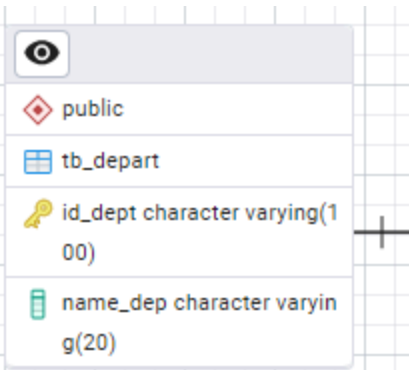 public
tb_depart
id_dept character varying(1
00)
name_dep character varyin
g(20)